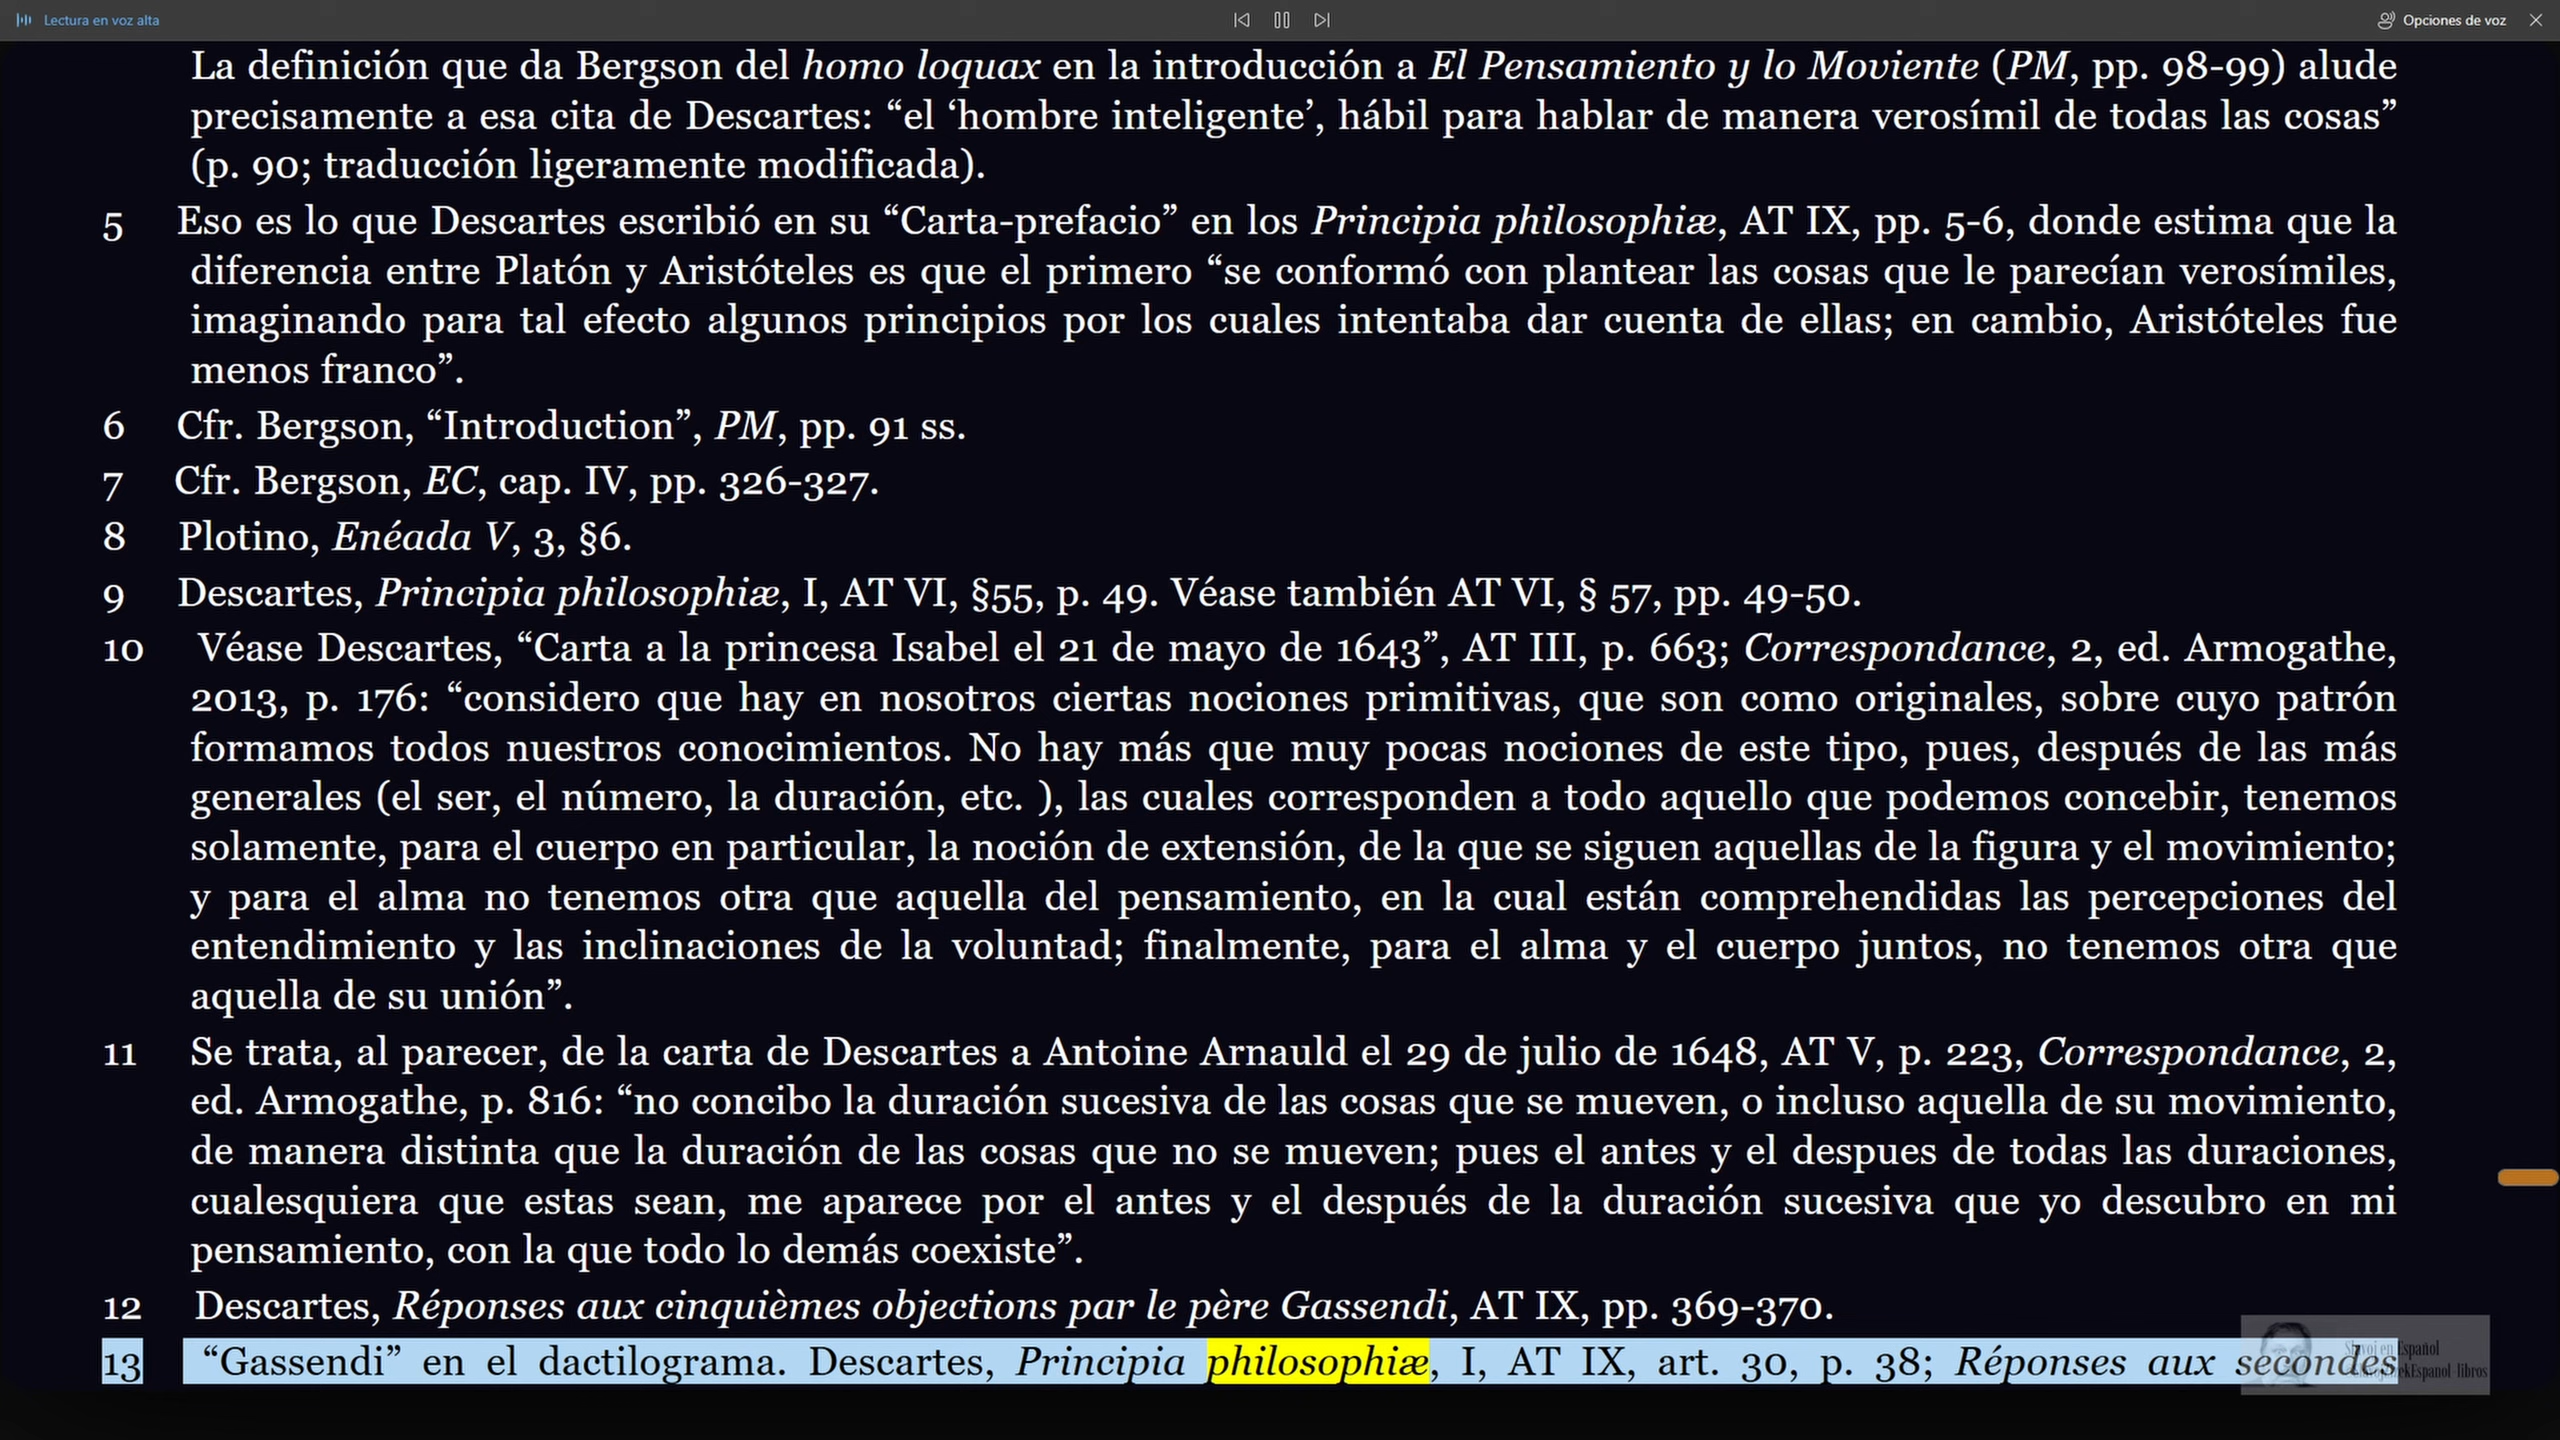 Lectura en voz alta
Opciones de voz
La definición que da Bergson del homo loquax en la introducción a El Pensamiento y lo Moviente (PM, pp. 98-99) alude
precisamente a esa cita de Descartes: “el ‘hombre inteligente’, hábil para hablar de manera verosímil de todas las cosas”
(p. 90; traducción ligeramente modificada).
5 Eso es lo que Descartes escribió en su “Carta-prefacio” en los Principia philosophiæ, AT IX, pp. 5-6, donde estima que la
diferencia entre Platón y Aristóteles es que el primero “se conformó con plantear las cosas que le parecían verosímiles,
imaginando para tal efecto algunos principios por los cuales intentaba dar cuenta de ellas; en cambio, Aristóteles fue
menos franco”.
6 Cfr. Bergson, “Introduction”, PM, pp. 91 ss.
7 Cfr. Bergson, EC, cap. IV, pp. 326-327.
8 Plotino, Enéada V, 3, §6.
9 Descartes, Principia philosophiæ, I, AT VI, §55, p. 49. Véase también AT VI, § 57, pp. 49-50.
10 Véase Descartes, “Carta a la princesa Isabel el 21 de mayo de 1643”, AT III, p. 663; Correspondance, 2, ed. Armogathe,
2013, p. 176: “considero que hay en nosotros ciertas nociones primitivas, que son como originales, sobre cuyo patrón
formamos todos nuestros conocimientos. No hay más que muy pocas nociones de este tipo, pues, después de las más
generales (el ser, el número, la duración, etc. ), las cuales corresponden a todo aquello que podemos concebir, tenemos
solamente, para el cuerpo en particular, la noción de extensión, de la que se siguen aquellas de la figura y el movimiento;
y para el alma no tenemos otra que aquella del pensamiento, en la cual están comprehendidas las percepciones del
entendimiento y las inclinaciones de la voluntad; finalmente, para el alma y el cuerpo juntos, no tenemos otra que
aquella de su unión”.
11 Se trata, al parecer, de la carta de Descartes a Antoine Arnauld el 29 de julio de 1648, AT V, p. 223, Correspondance, 2,
ed. Armogathe, p. 816: “no concibo la duración sucesiva de las cosas que se mueven, o incluso aquella de su movimiento,
de manera distinta que la duración de las cosas que no se mueven; pues el antes y el despues de todas las duraciones,
cualesquiera que estas sean, me aparece por el antes y el después de la duración sucesiva que yo descubro en mi
pensamiento, con la que todo lo demás coexiste”.
12 Descartes, Réponses aux cinquièmes objections par le père Gassendi, AT IX, pp. 369-370.
13 “Gassendi” en el dactilograma. Descartes, Principia philosophiæ, I, AT IX, art. 30, p. 38; Réponses aux secondes
en Español